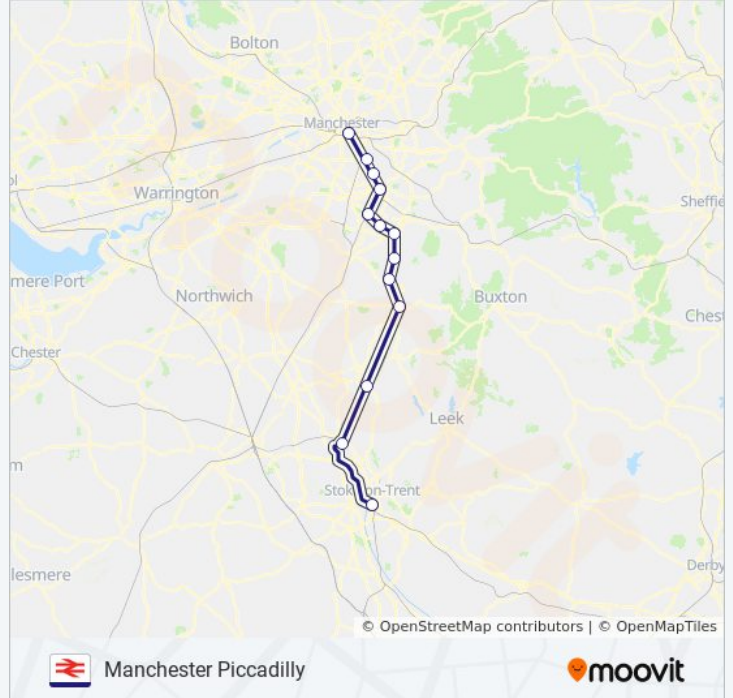 Bolton
Manchester
Warrington
Sheffie
ol
mere Port
Northwich
Buxton
Chest
Chester
Leek
m
Stok on-Trent
Derby
lesmere
© OpenStreetMap contributors | © OpenMapTiles
Manchester Piccadilly
moovit